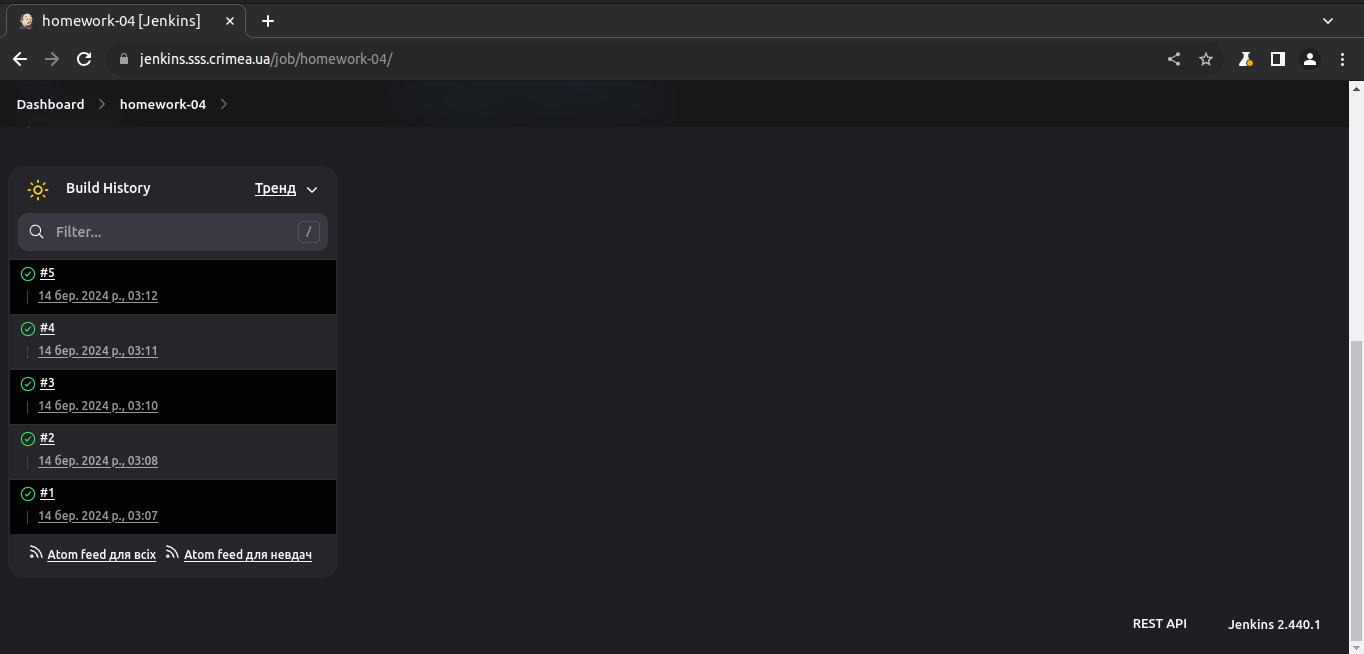 homework-04 [Jenkins]
jenkins.sss.crimea.ua/job/homework-04/
Dashboard homework-04
Build History Тренд
Filter... /
#5
14 бер. 2024 р., 03:12
#4
14 бер. 2024 р., 03:11
#3
14 бер. 2024 р., 03:10
#2
14 бер. 2024 р., 03:08
#1
14 бер. 2024 р., 03:07
Atom feed для всіх Atom feed для невдач
REST API Jenkins 2.440.1